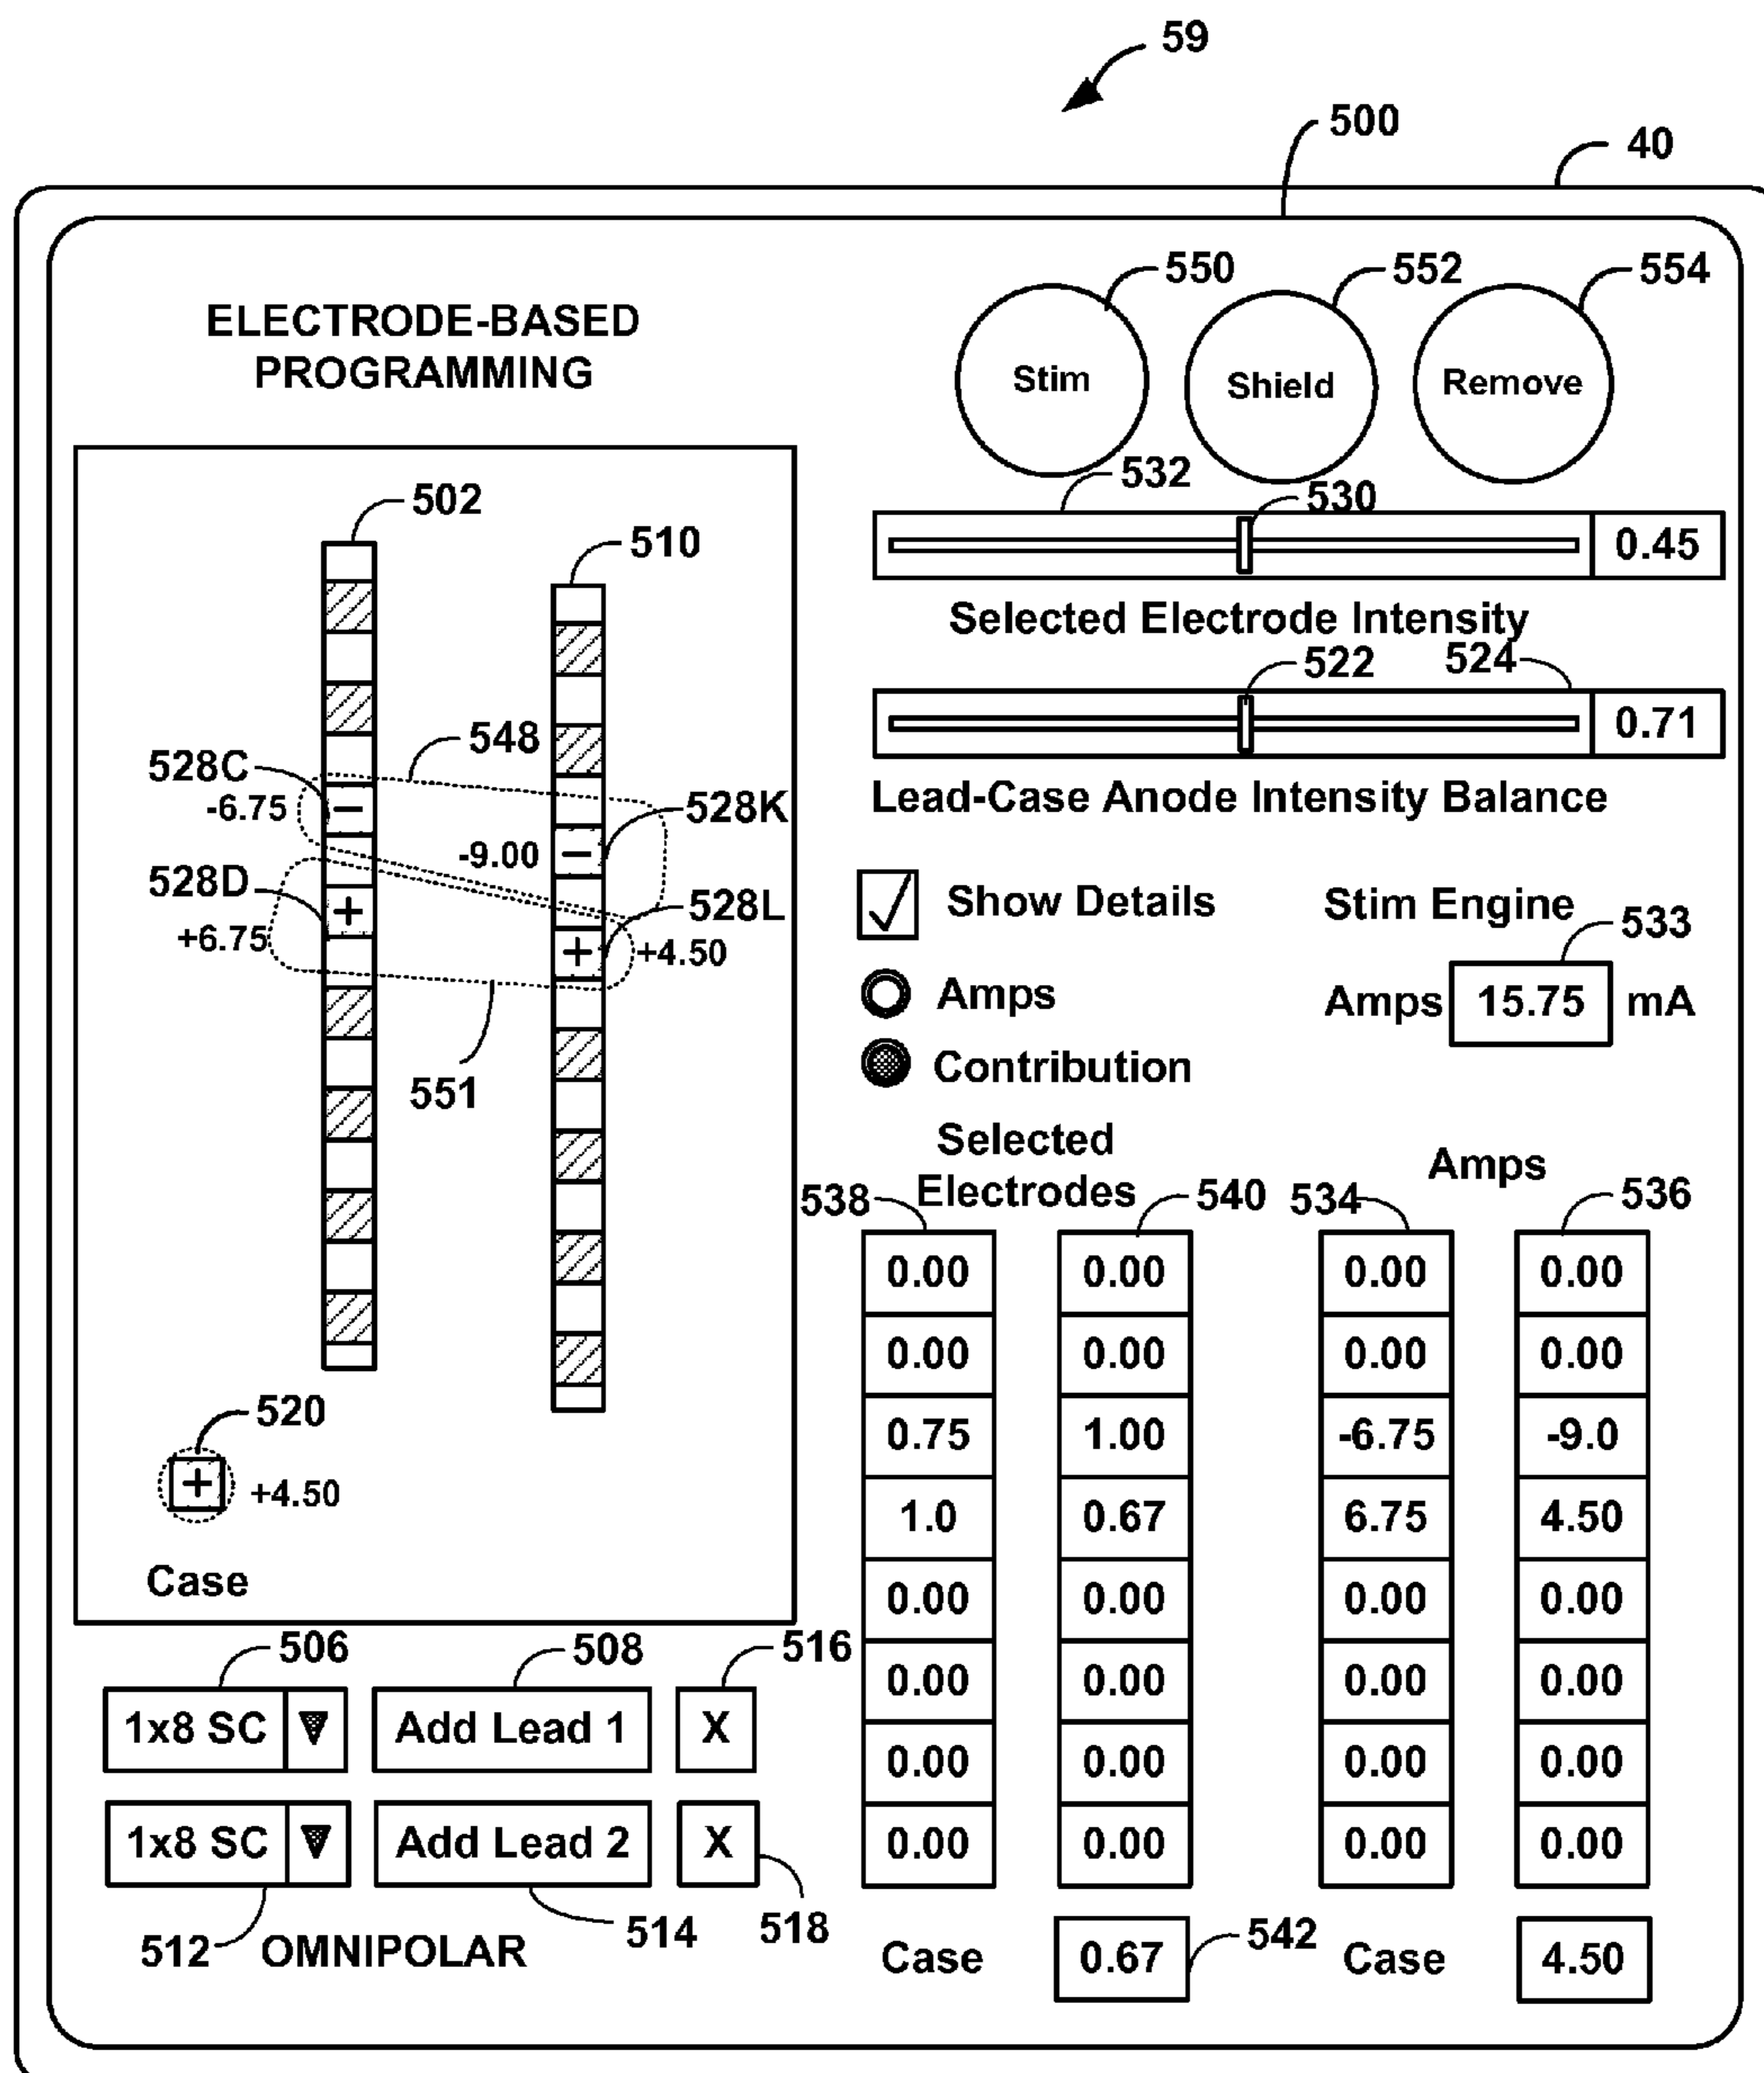 59
500
40
550
552
554
ELECTRODE-BASED
PROGRAMMING
Stim
Shield
Remove
532
530
0.45
Selected Electrode Intensity
522
524
0.71
Lead-Case Anode Intensity Balance
502
510
548
528C
-6.75
−
528K
-9.00
−
528D
+
+6.75
528L
+
+4.50
551
Show Details
Stim Engine
533
Amps
Amps 15.75 mA
Contribution
Selected
Electrodes
Amps
538
540
534
536
0.00 0.00 0.00 0.00
0.00 0.00 0.00 0.00
0.75 1.00 -6.75 -9.0
1.0 0.67 6.75 4.50
0.00 0.00 0.00 0.00
0.00 0.00 0.00 0.00
0.00 0.00 0.00 0.00
0.00 0.00 0.00 0.00
Case 0.67 542 Case 4.50
520
+
+4.50
Case
506
508
516
1x8 SC
Add Lead 1
X
1x8 SC
Add Lead 2
X
512
OMNIPOLAR
514
518